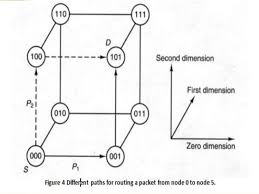 110
111
D
100
101
Second dimension
First dimension
P2
010
011
Zero dimension
000
001
S
P1
Figure 4 Different paths for routing a packet from node 0 to node 5.